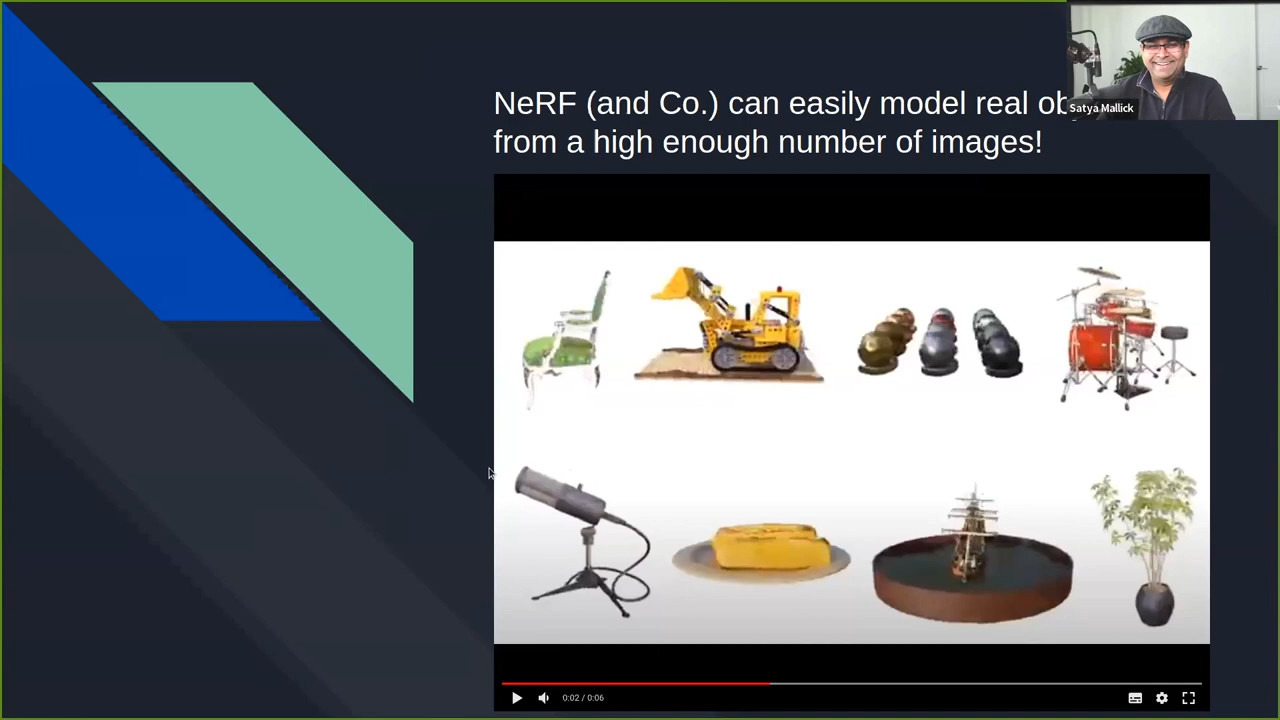 NeRF (and Co.) can easily model real ob
from a high enough number of images!
Satya Mallick
0:02 / 0:06